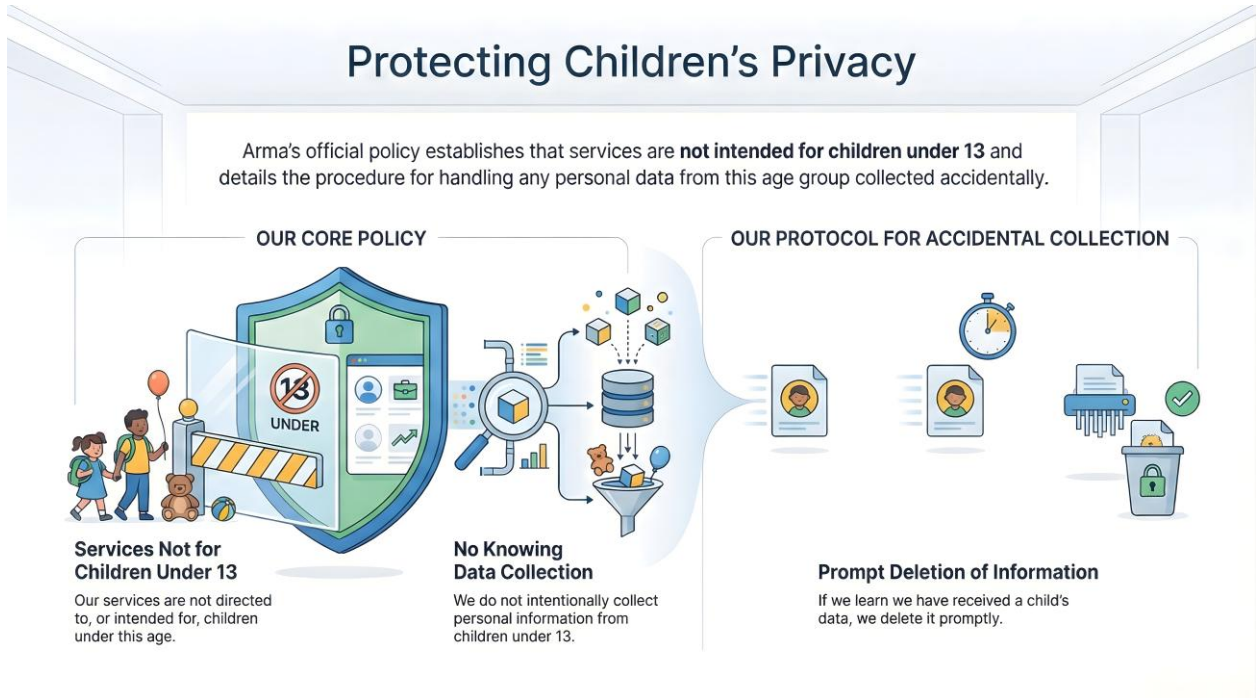 Protecting Children's Privacy
Arma's official policy establishes that services are not intended for children under 13 and
details the procedure for handling any personal data from this age group collected accidentally.
OUR CORE POLICY
13
UNDER
Services Not for
Children Under 13
Our services are not directed
to, or intended for, children
under this age.
No Knowing
Data Collection
We do not intentionally collect
personal information from
children under 13.
OUR PROTOCOL FOR ACCIDENTAL COLLECTION
Prompt Deletion of Information
If we learn we have received a child's
data, we delete it promptly.